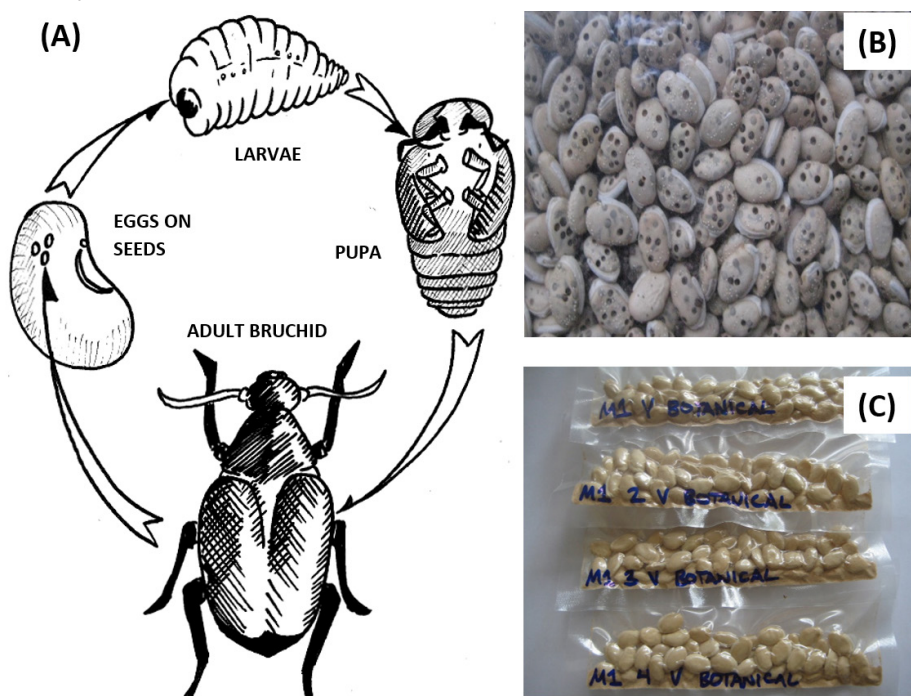 (A)
LARVAE
EGGS ON
SEEDS
PUPA
ADULT BRUCHID
(B)
(C)
M1 V BOTANICAL
M1 2 V BOTANICAL
M1 3 V BOTANICAL
M1 4 V BOTANICAL